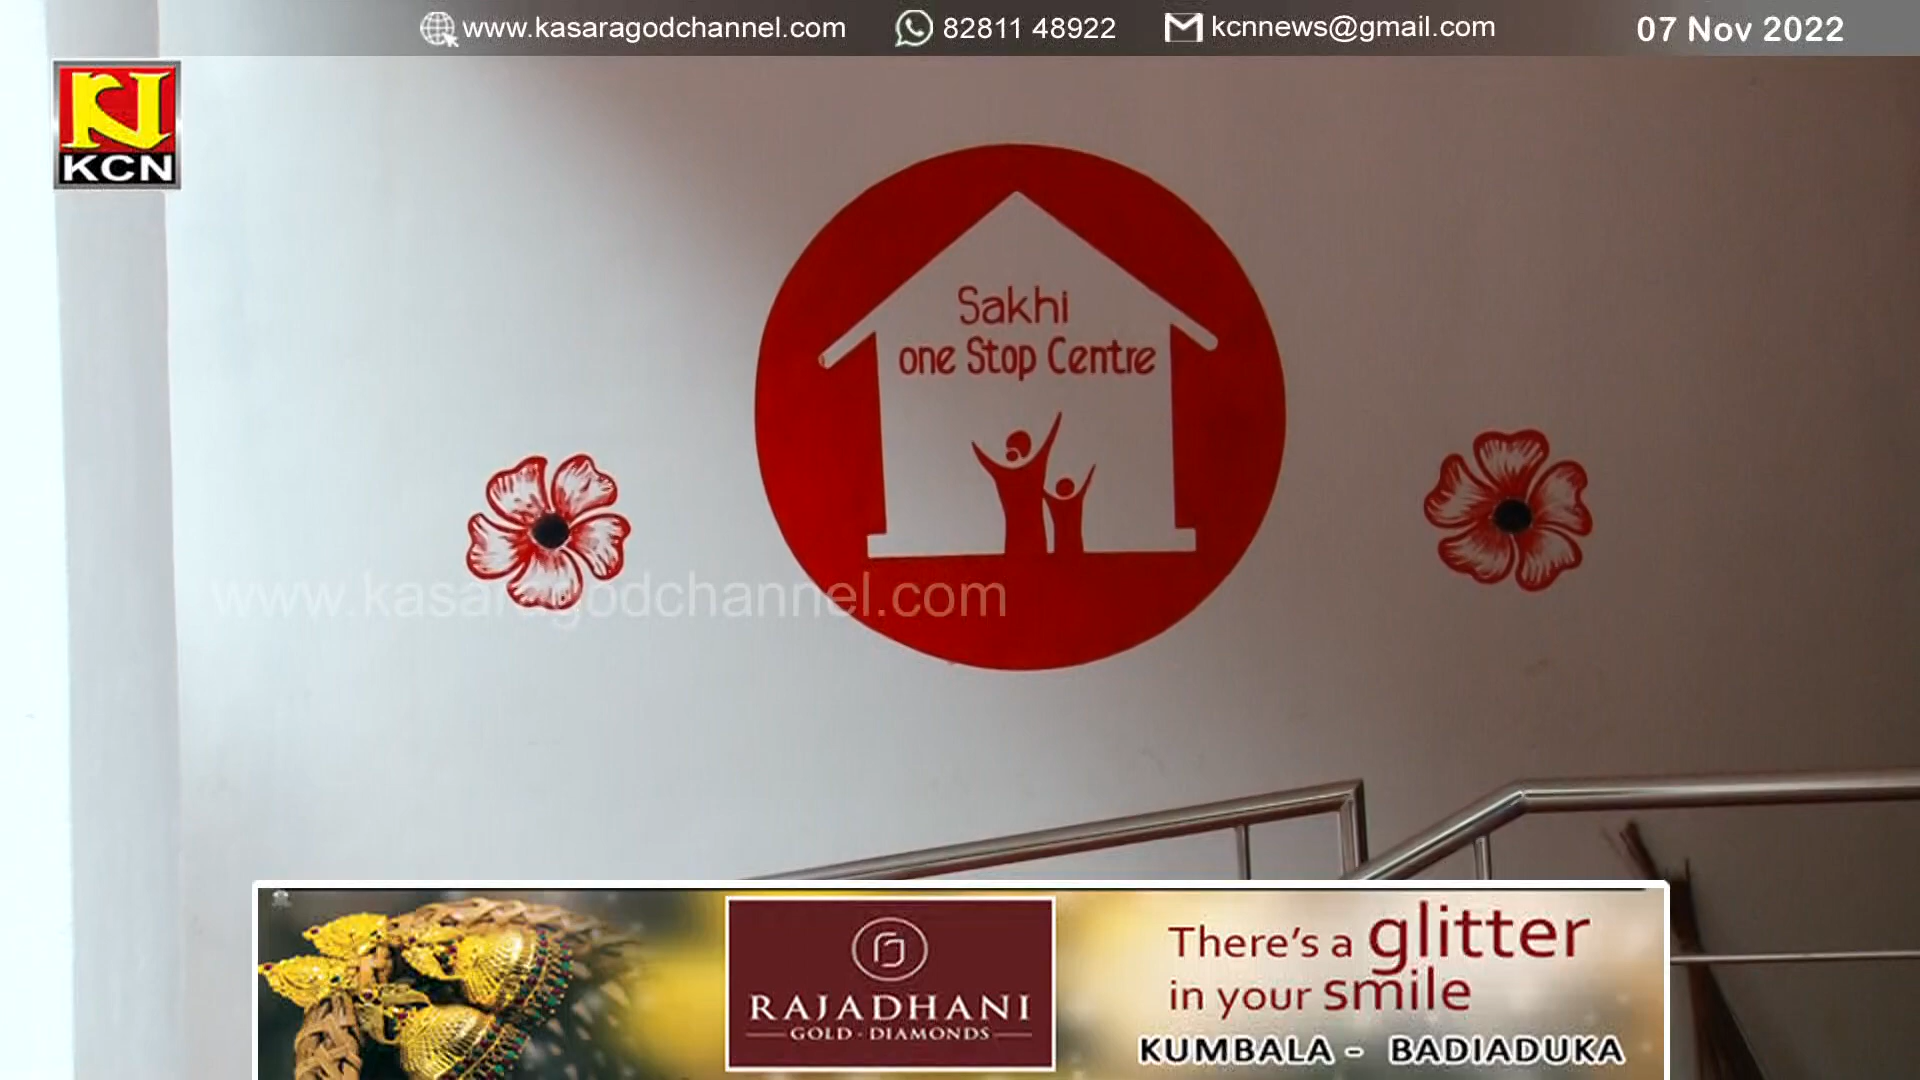 www.kasaragodchannel.com 82811 48922 kcnnews@gmail.com 07 Nov 2022
KCN
Sakhi
one Stop Centre
www.kasaragodchannel.com
RAJADHANI
GOLD - DIAMONDS
There's a glitter
in your smile
KUMBALA - BADIADUKA